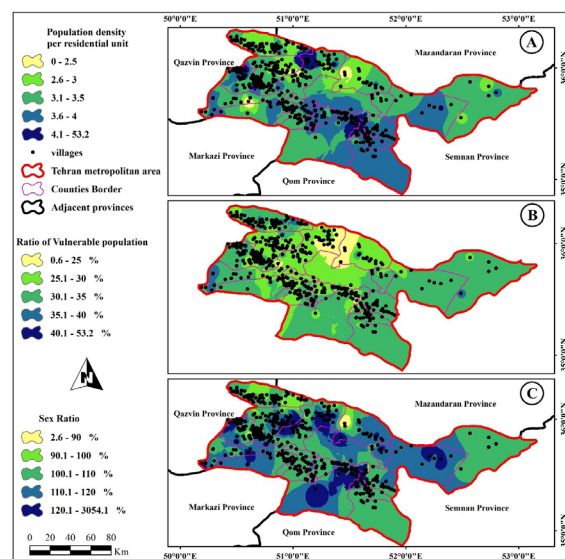 50°0'0"E 51°0'0"E 52°0'0"E 53°0'0"E
Population density
per residential unit
0 - 2.5
2.6 - 3
3.1 - 3.5
3.6 - 4
4.1 - 53.2
villages
Tehran metropolitan area
Counties Border
Adjacent provinces
Ratio of Vulnerable population
0.6 - 25 %
25.1 - 30 %
30.1 - 35 %
35.1 - 40 %
40.1 - 53.2 %
N
Sex Ratio
2.6 - 90 %
90.1 - 100 %
100.1 - 110 %
110.1 - 120 %
120.1 - 3054.1 %
0 20 40 60 80
Km
Qazvin Province
Mazandaran Province
A
Markazi Province
Qom Province
Semnan Province
B
Qazvin Province
Mazandaran Province
C
Markazi Province
Qom Province
Semnan Province
50°0'0"E 51°0'0"E 52°0'0"E 53°0'0"E